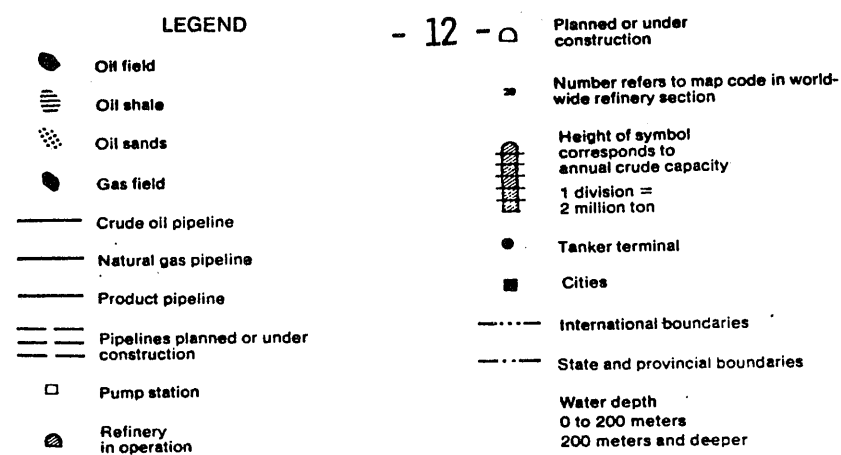 LEGEND
Oil field
Oil shale
Oil sands
Gas field
Crude oil pipeline
Natural gas pipeline
Product pipeline
Pipelines planned or under
construction
Pump station
Refinery
in operation
- 12 -
Planned or under
construction
Number refers to map code in world-
wide refinery section
Height of symbol
corresponds to
annual crude capacity
1 division =
2 million ton
Tanker terminal
Cities
International boundaries
State and provincial boundaries
Water depth
0 to 200 meters
200 meters and deeper